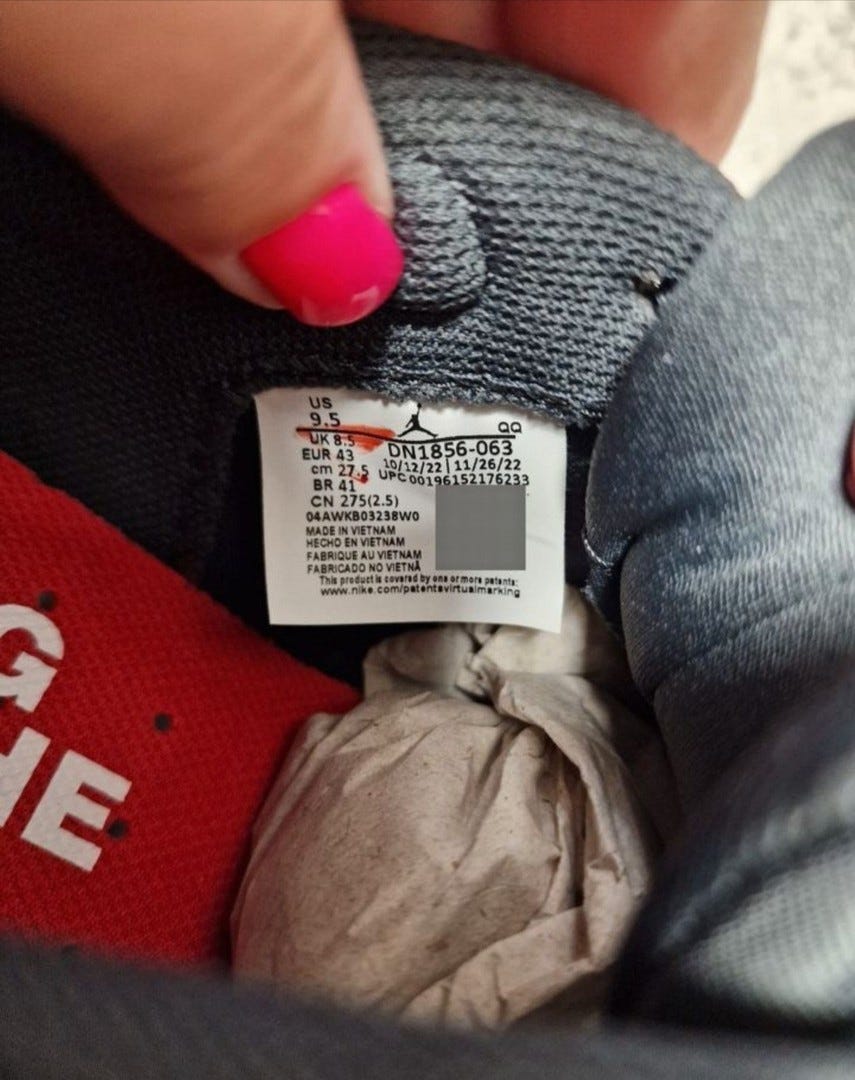 US
9.5
UK 8.5
EUR 43
cm 27.5
BR 41
CN 275(2.5)
04AWKB03238W0
QQ
DN1856-063
10/12/22 | 11/26/22
UPC 00196152176233
MADE IN VIETNAM
HECHO EN VIETNAM
FABRIQUE AU VIETNAM
FABRICADO NO VIETNÃ
This product is covered by one or more patents:
www.nike.com/patentsvirtualmarking
G
HE